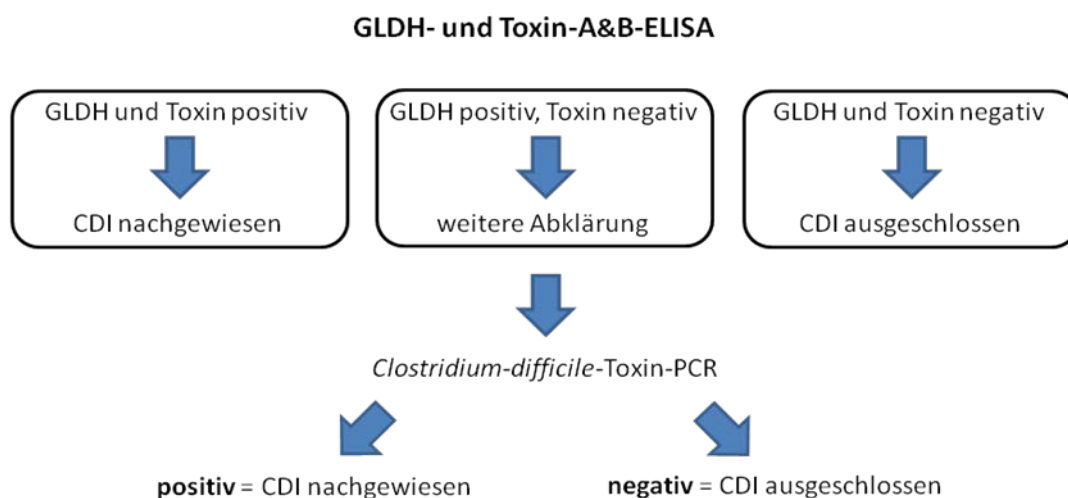 GLDH- und Toxin-A&B-ELISA
GLDH und Toxin positiv
CDI nachgewiesen
GLDH positiv, Toxin negativ
weitere Abklärung
GLDH und Toxin negativ
CDI ausgeschlossen
Clostridium-difficile-Toxin-PCR
positiv = CDI nachgewiesen
negativ = CDI ausgeschlossen